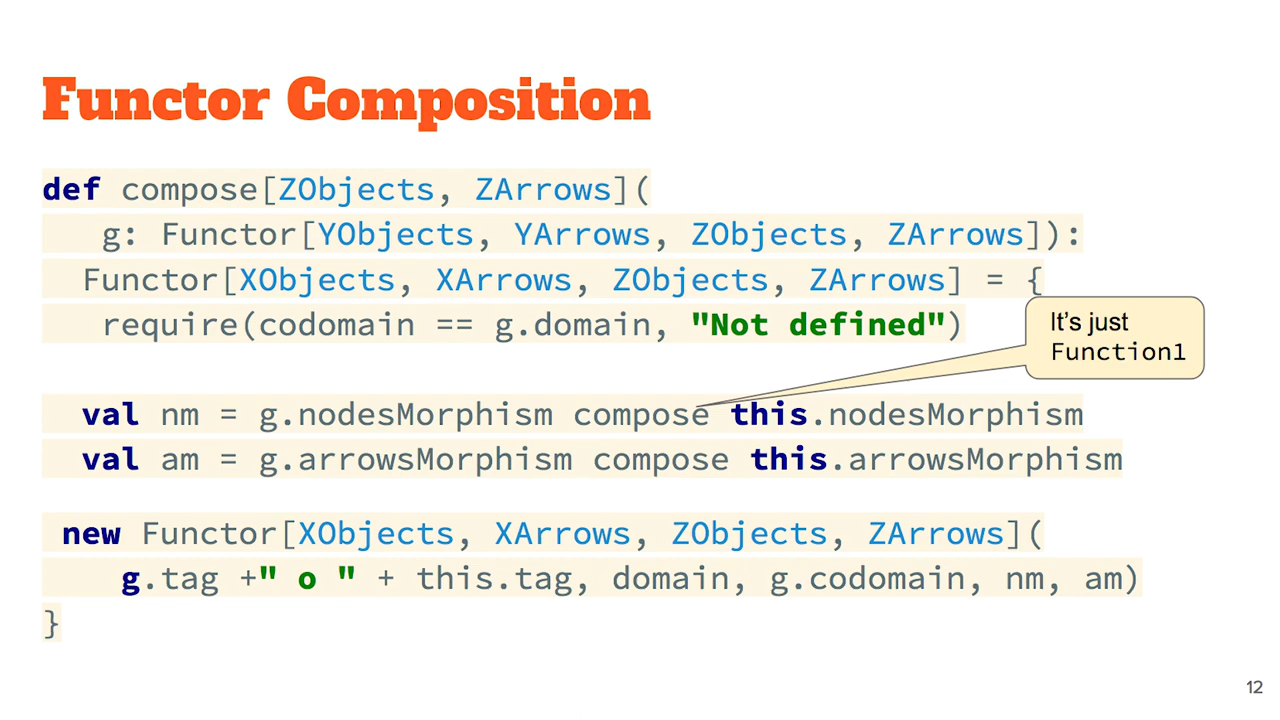 Functor Composition
def compose[ZObjects, ZArrows](
g: Functor[YObjects, YArrows, ZObjects, ZArrows]):
Functor[XObjects, XArrows, ZObjects, ZArrows] = {
require(codomain == g.domain, "Not defined")
It's just
Function1
val nm = g.nodesMorphism compose this.nodesMorphism
val am = g.arrowsMorphism compose this.arrowsMorphism
new Functor[XObjects, XArrows, ZObjects, ZArrows](
g.tag +" o " + this.tag, domain, g.codomain, nm, am)
}
12